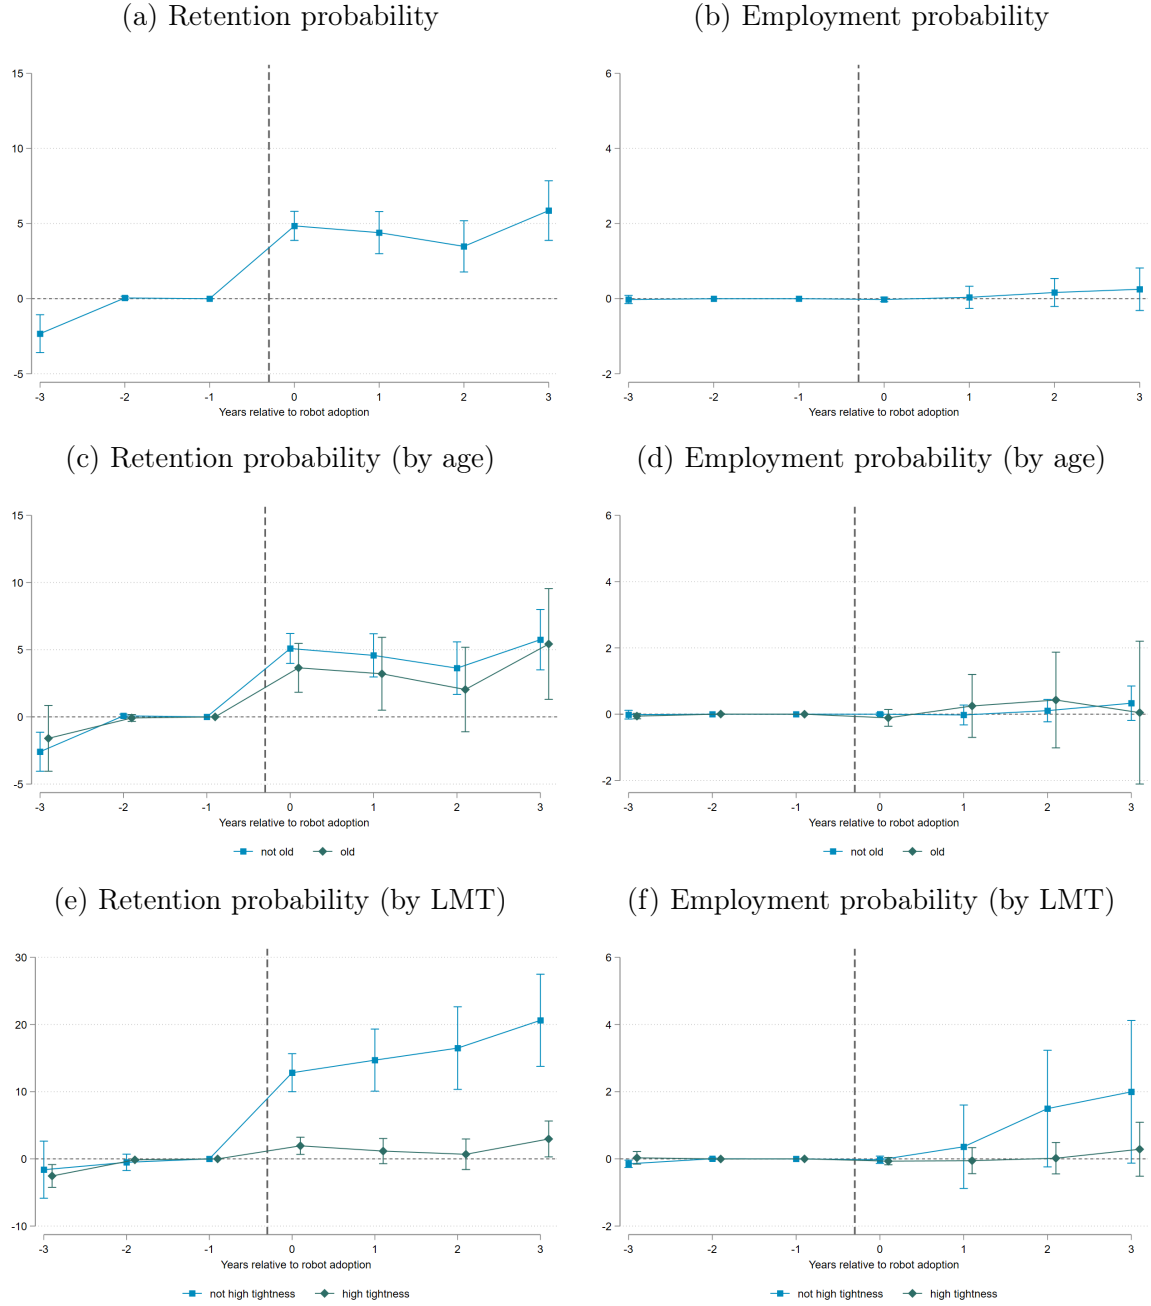 (a) Retention probability
(b) Employment probability
15
10
5
0
-5
-3 -2 -1 0 1 2 3
Years relative to robot adoption
6
4
2
0
-2
-3 -2 -1 0 1 2 3
Years relative to robot adoption
(c) Retention probability (by age)
(d) Employment probability (by age)
15
10
5
0
-5
-3 -2 -1 0 1 2 3
Years relative to robot adoption
not old old
6
4
2
0
-2
-3 -2 -1 0 1 2 3
Years relative to robot adoption
not old old
(e) Retention probability (by LMT)
(f) Employment probability (by LMT)
30
20
10
0
-10
-3 -2 -1 0 1 2 3
Years relative to robot adoption
not high tightness high tightness
6
4
2
0
-2
-3 -2 -1 0 1 2 3
Years relative to robot adoption
not high tightness high tightness